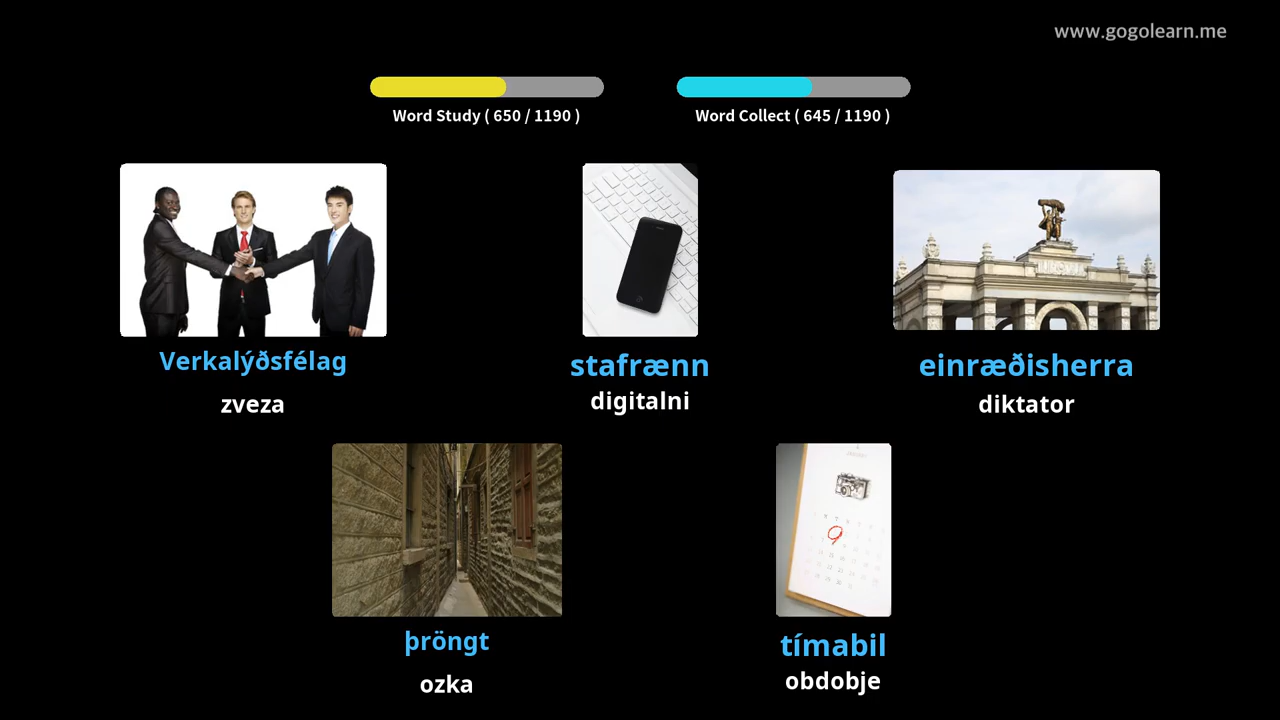 www.gogolearn.me
Word Study ( 650 / 1190 )
Word Collect ( 645 / 1190 )
Verkalýðsfélag
zveza
stafrænn
digitalni
einræðisherra
diktator
þröngt
ozka
tímabil
obdobje